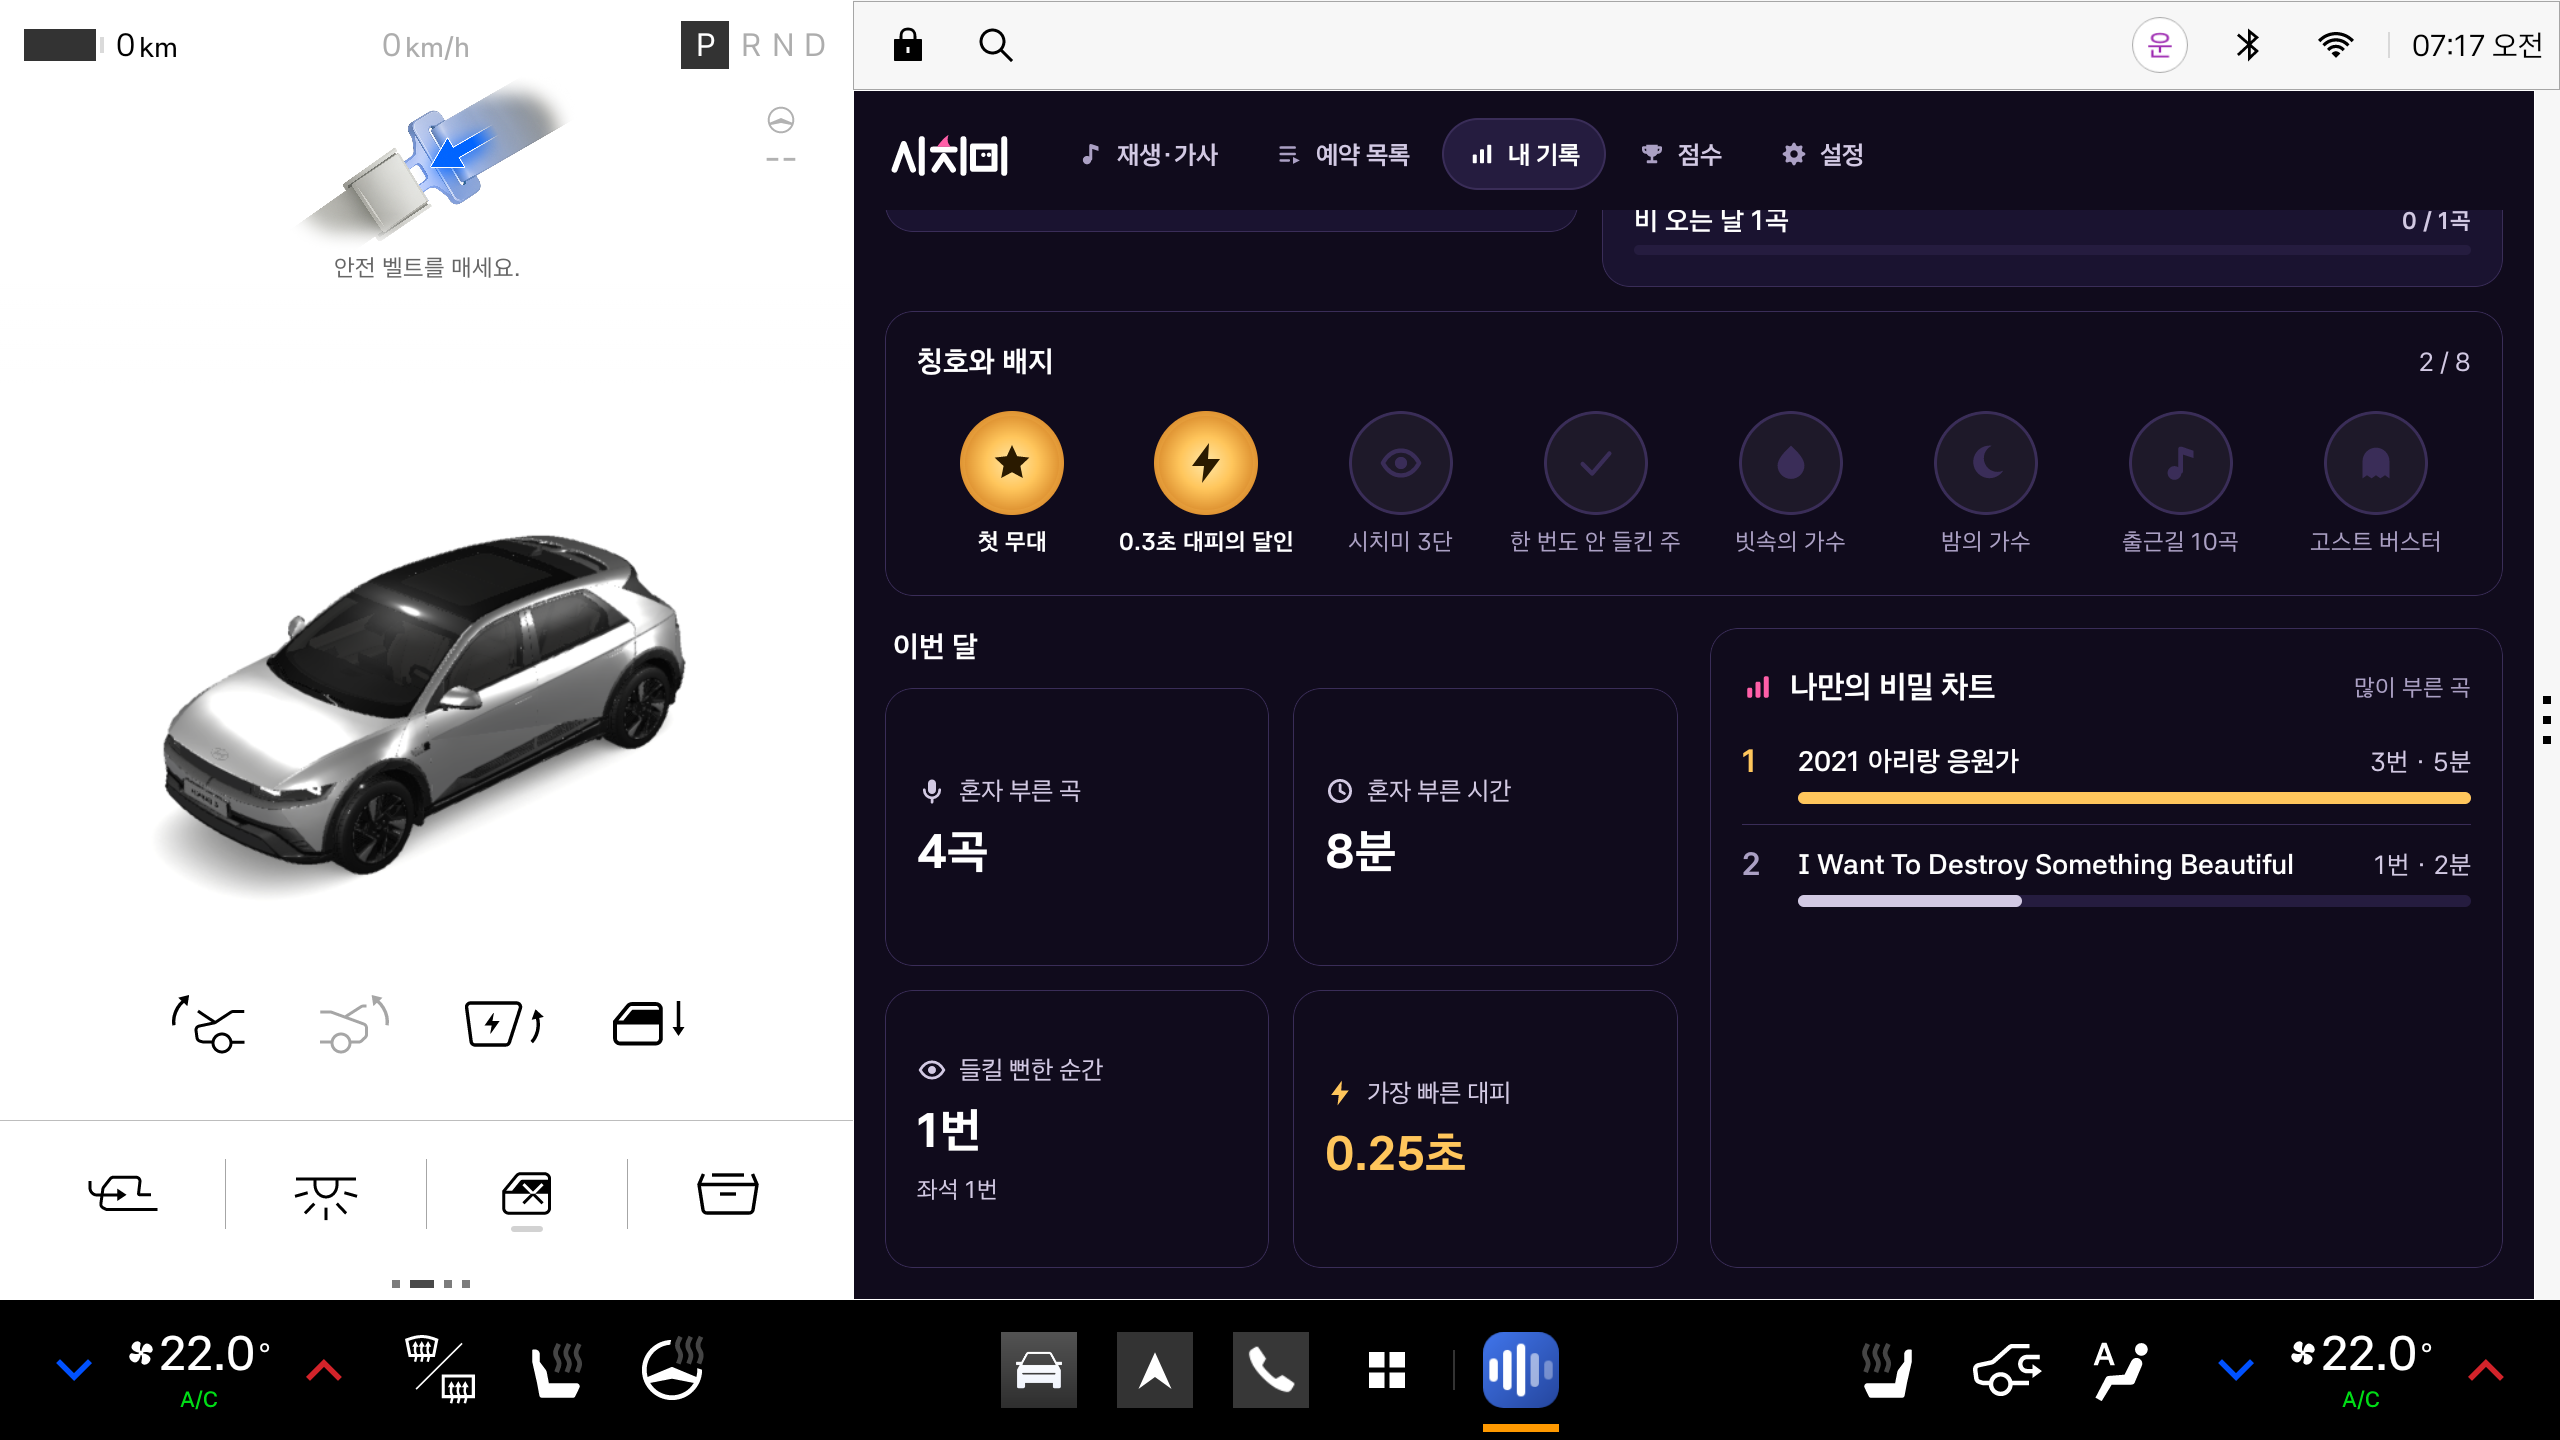 0 km
0 km/h
P R N D
운
07:17 오전
안전 벨트를 매세요.
시치미
재생·가사
예약 목록
내 기록
점수
설정
비 오는 날 1곡
0 / 1곡
칭호와 배지
2 / 8
첫 무대
0.3초 대피의 달인
시치미 3단
한 번도 안 들킨 주
빗속의 가수
밤의 가수
출근길 10곡
고스트 버스터
이번 달
혼자 부른 곡
4곡
혼자 부른 시간
8분
들킬 뻔한 순간
1번
좌석 1번
가장 빠른 대피
0.25초
나만의 비밀 차트
많이 부른 곡
1 2021 아리랑 응원가 3번 · 5분
2 I Want To Destroy Something Beautiful 1번 · 2분
22.0°
A/C
A
22.0°
A/C